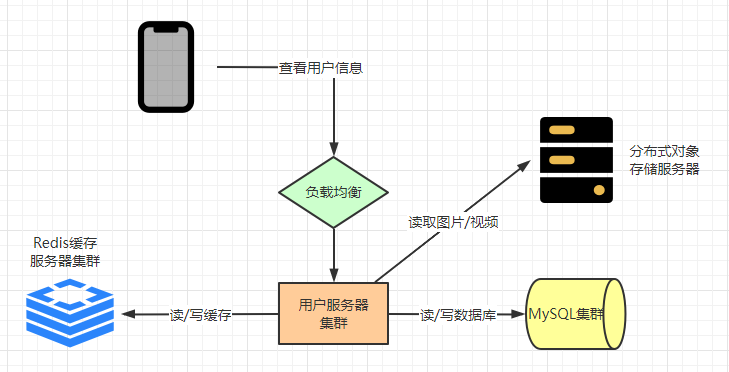 查看用户信息
分布式对象
存储服务器
负载均衡
读取图片/视频
Redis缓存
服务器集群
用户服务器
集群
读/写缓存
读/写数据库
MySQL集群